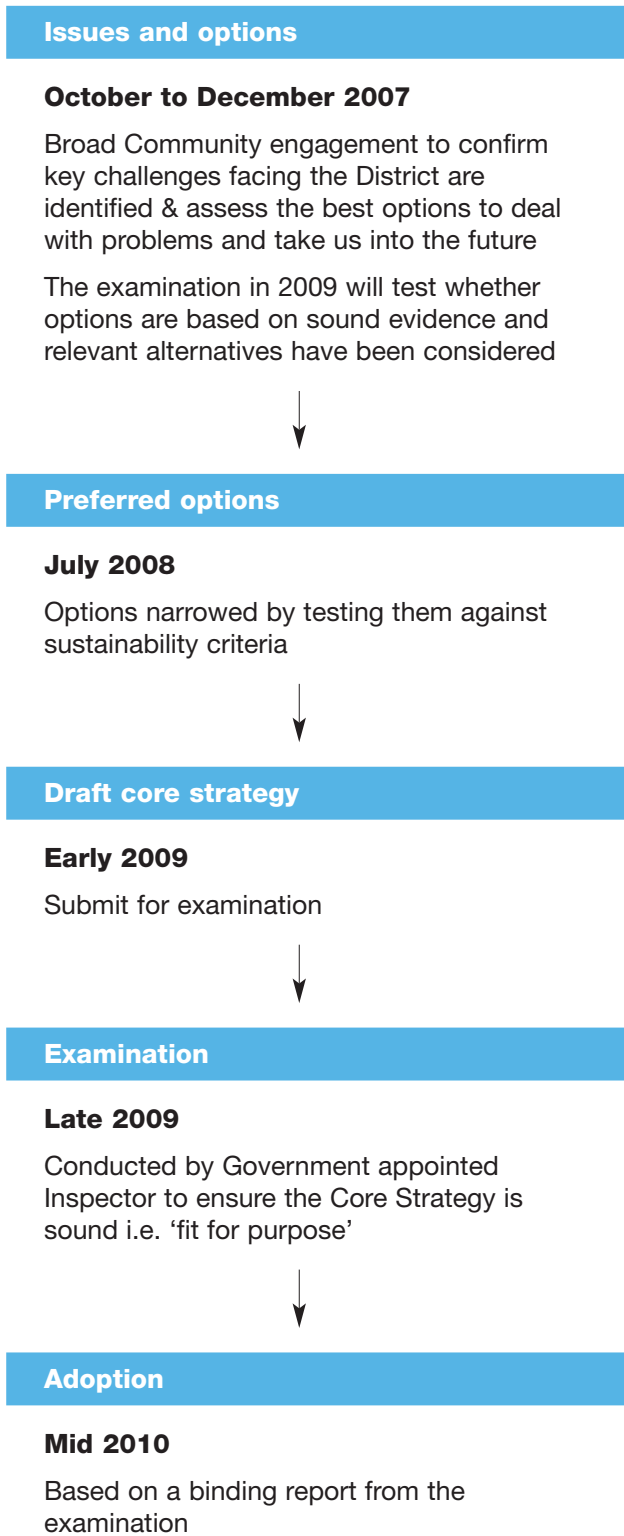 Issues and options
October to December 2007
Broad Community engagement to confirm
key challenges facing the District are
identified & assess the best options to deal
with problems and take us into the future
The examination in 2009 will test whether
options are based on sound evidence and
relevant alternatives have been considered
Preferred options
July 2008
Options narrowed by testing them against
sustainability criteria
Draft core strategy
Early 2009
Submit for examination
Examination
Late 2009
Conducted by Government appointed
Inspector to ensure the Core Strategy is
sound i.e. ‘fit for purpose’
Adoption
Mid 2010
Based on a binding report from the
examination